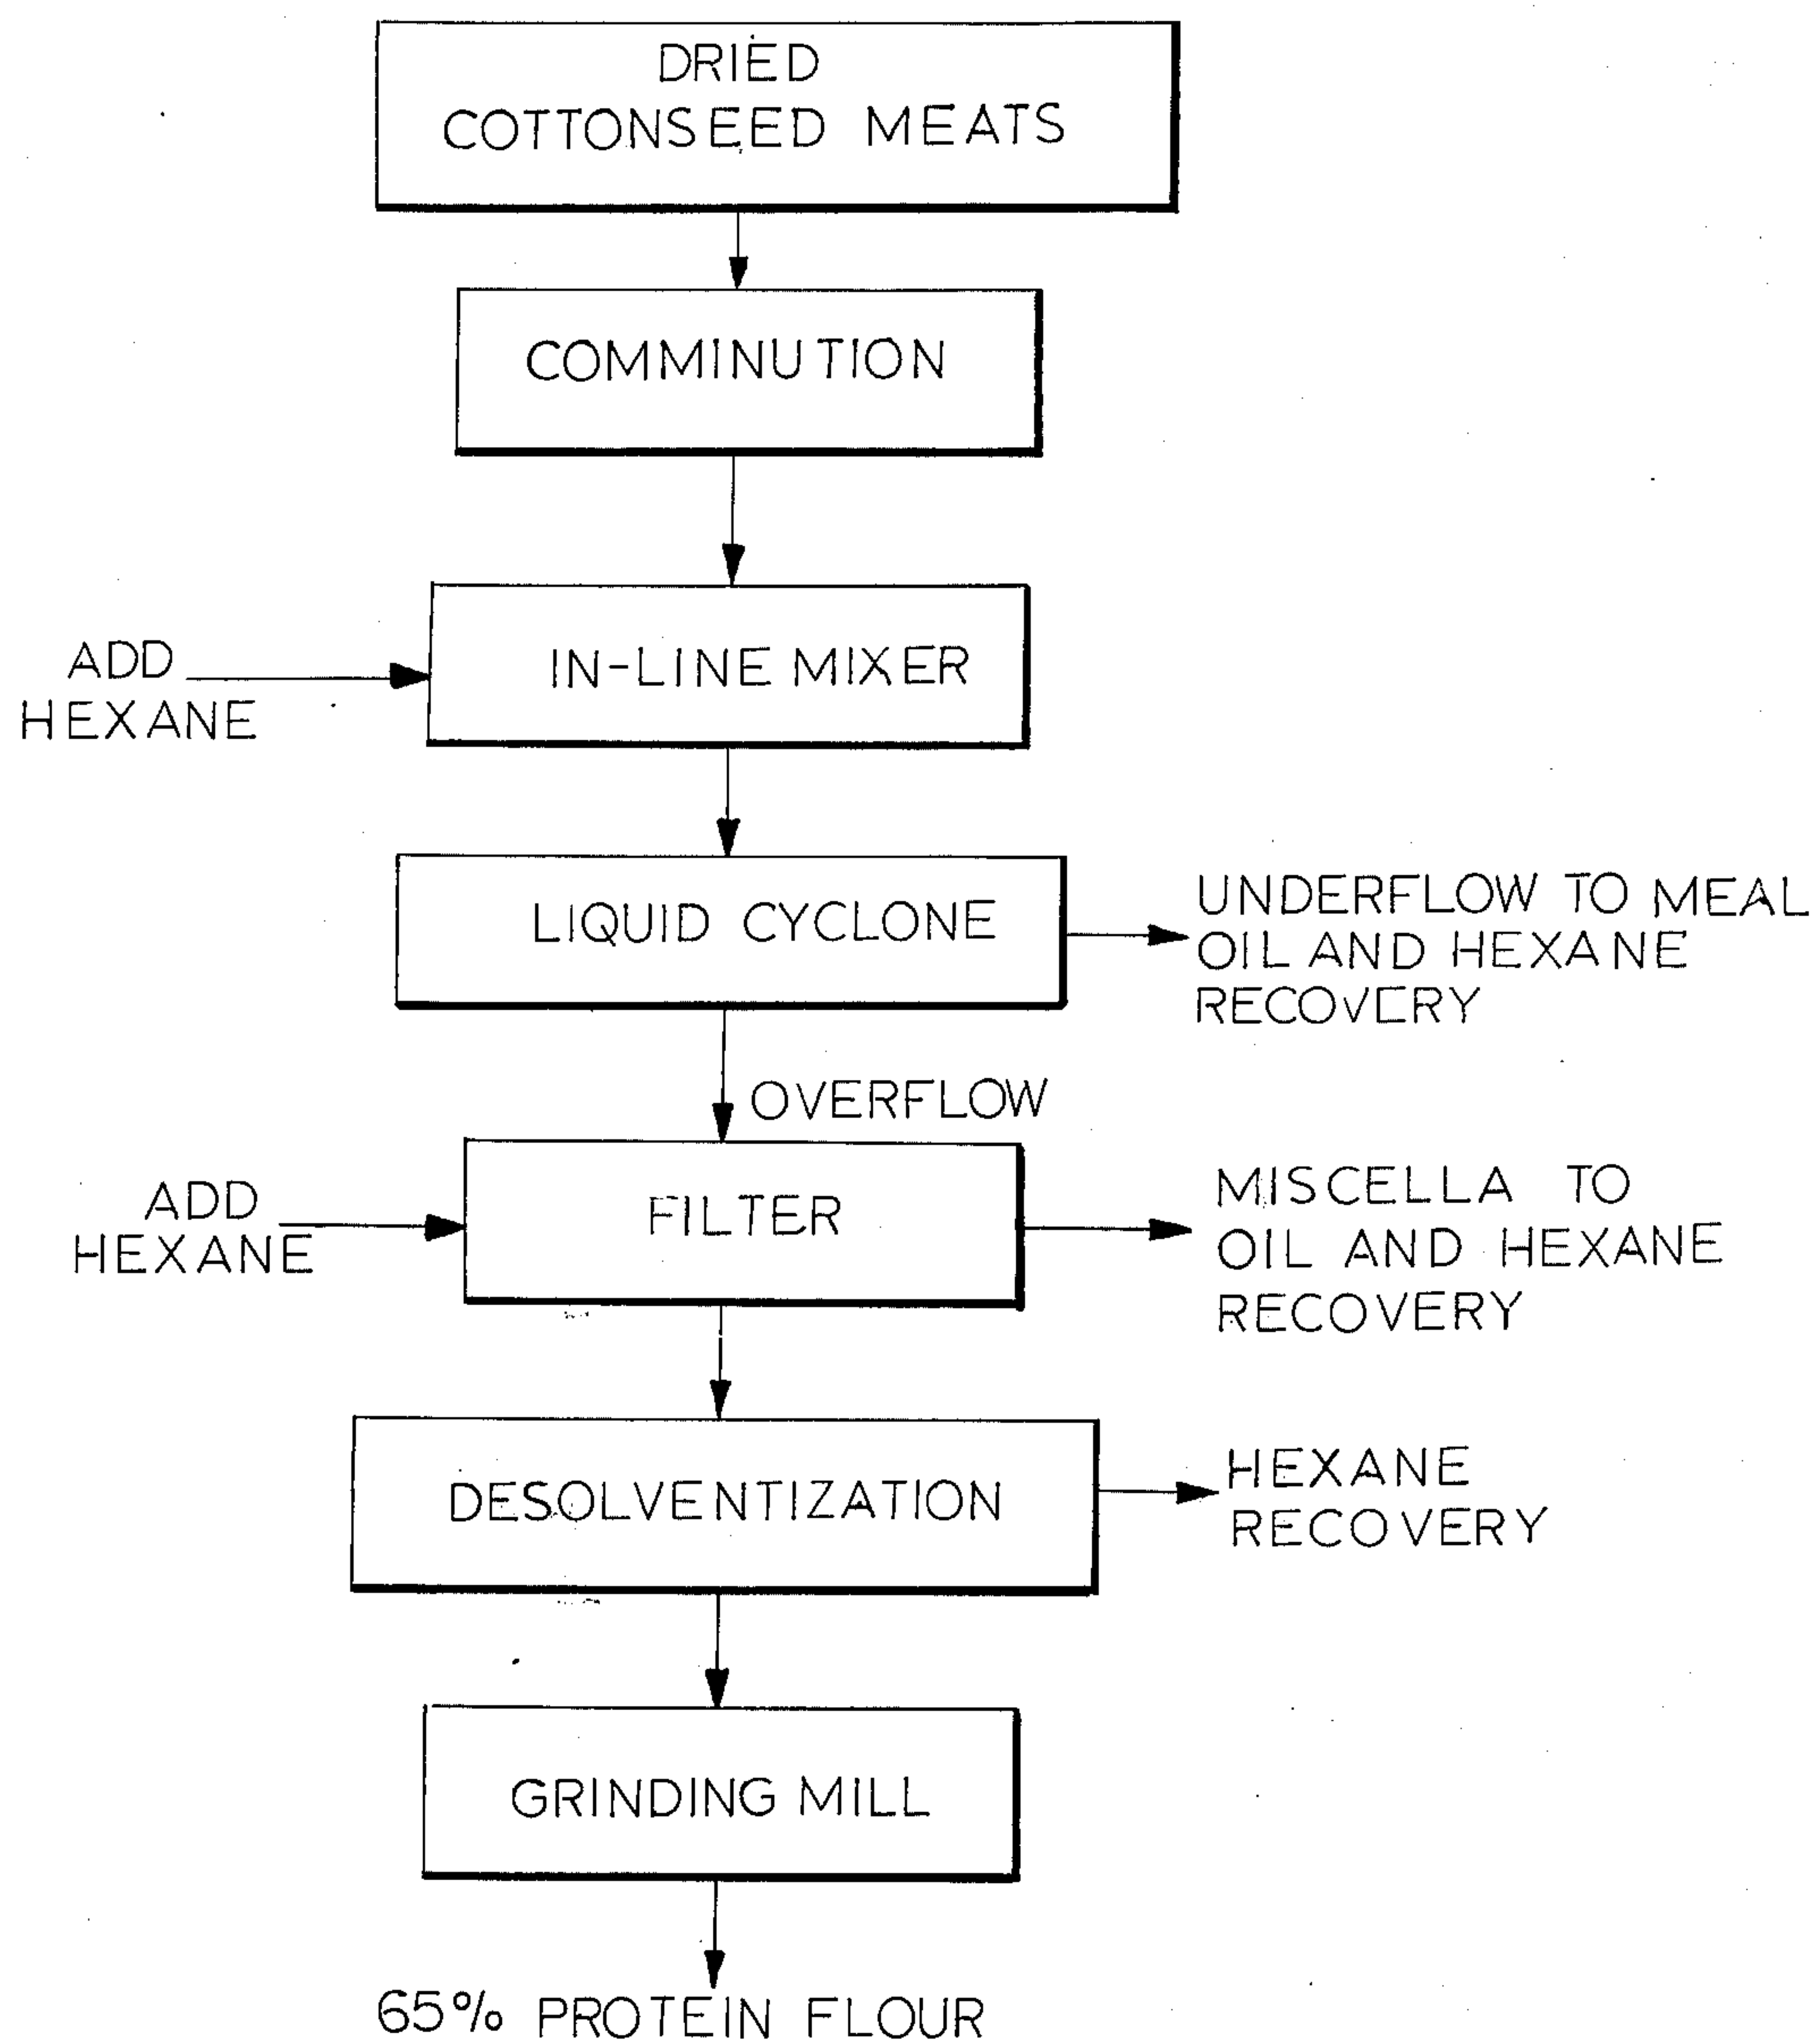 DRIED
COTTONSEED MEATS
COMMINUTION
ADD
HEXANE
IN-LINE MIXER
LIQUID CYCLONE
UNDERFLOW TO MEAL
OIL AND HEXANE
RECOVERY
OVERFLOW
ADD
HEXANE
FILTER
MISCELLA TO
OIL AND HEXANE
RECOVERY
DESOLVENTIZATION
HEXANE
RECOVERY
GRINDING MILL
65% PROTEIN FLOUR